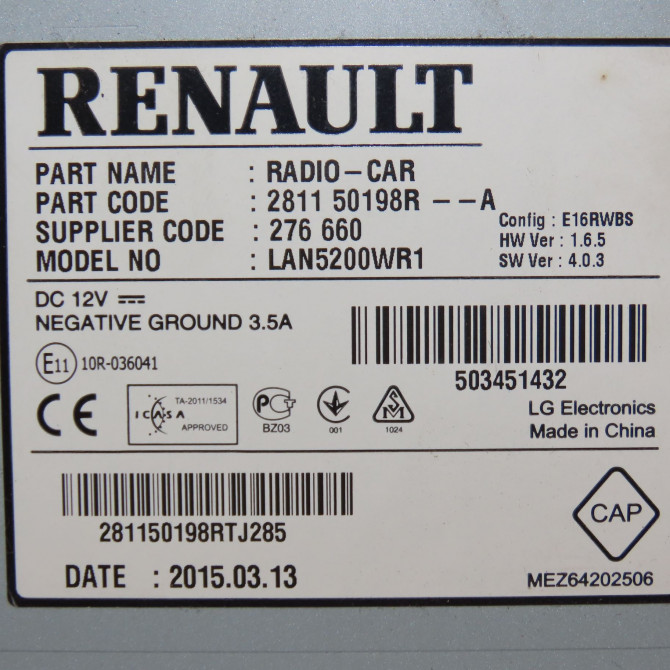 RENAULT
PART NAME : RADIO-CAR
PART CODE : 2811 50198R --A
SUPPLIER CODE : 276 660
MODEL NO : LAN5200WR1
Config : E16RWBS
HW Ver : 1.6.5
SW Ver : 4.0.3
DC 12V
NEGATIVE GROUND 3.5A
E11 10R-036041
503451432
CE
ICASA
TA-2011/1534
APPROVED
PCT
BZ03
001
SM
1024
LG Electronics
Made in China
281150198RTJ285
DATE : 2015.03.13
CAP
MEZ64202506